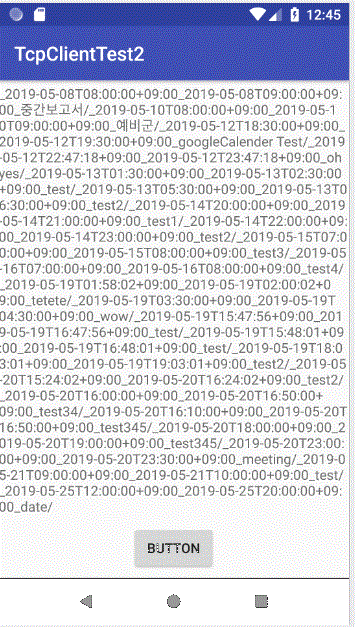 12:45
TcpClientTest2
_2019-05-08T08:00:00+09:00_2019-05-08T09:00:00+09:
00_중간보고서/_2019-05-10T08:00:00+09:00_2019-05-1
0T09:00:00+09:00_예비군/_2019-05-12T18:30:00+09:00_
2019-05-12T19:30:00+09:00_googleCalender Test/_2019
-05-12T22:47:18+09:00_2019-05-12T23:47:18+09:00_oh
yes/_2019-05-13T01:30:00+09:00_2019-05-13T02:30:00
+09:00_test/_2019-05-13T05:30:00+09:00_2019-05-13T0
6:30:00+09:00_test2/_2019-05-14T20:00:00+09:00_2019
-05-14T21:00:00+09:00_test1/_2019-05-14T22:00:00+09:
00_2019-05-14T23:00:00+09:00_test2/_2019-05-15T07:0
0:00+09:00_2019-05-15T08:00:00+09:00_test3/_2019-05
-16T07:00:00+09:00_2019-05-16T08:00:00+09:00_test4/
_2019-05-19T01:58:02+09:00_2019-05-19T02:00:02+0
9:00_tetete/_2019-05-19T03:30:00+09:00_2019-05-19T
04:30:00+09:00_wow/_2019-05-19T15:47:56+09:00_201
9-05-19T16:47:56+09:00_test/_2019-05-19T15:48:01+09
:00_2019-05-19T16:48:01+09:00_test/_2019-05-19T18:0
3:01+09:00_2019-05-19T19:03:01+09:00_test2/_2019-05
-20T15:24:02+09:00_2019-05-20T16:24:02+09:00_test2/
_2019-05-20T16:00:00+09:00_2019-05-20T16:50:00+
09:00_test34/_2019-05-20T16:10:00+09:00_2019-05-20T
16:50:00+09:00_test345/_2019-05-20T18:00:00+09:00_2
019-05-20T19:00:00+09:00_test345/_2019-05-20T23:00:
00+09:00_2019-05-20T23:30:00+09:00_meeting/_2019-0
5-21T09:00:00+09:00_2019-05-21T10:00:00+09:00_test/
_2019-05-25T12:00:00+09:00_2019-05-25T20:00:00+09:
00_date/
BUTTON